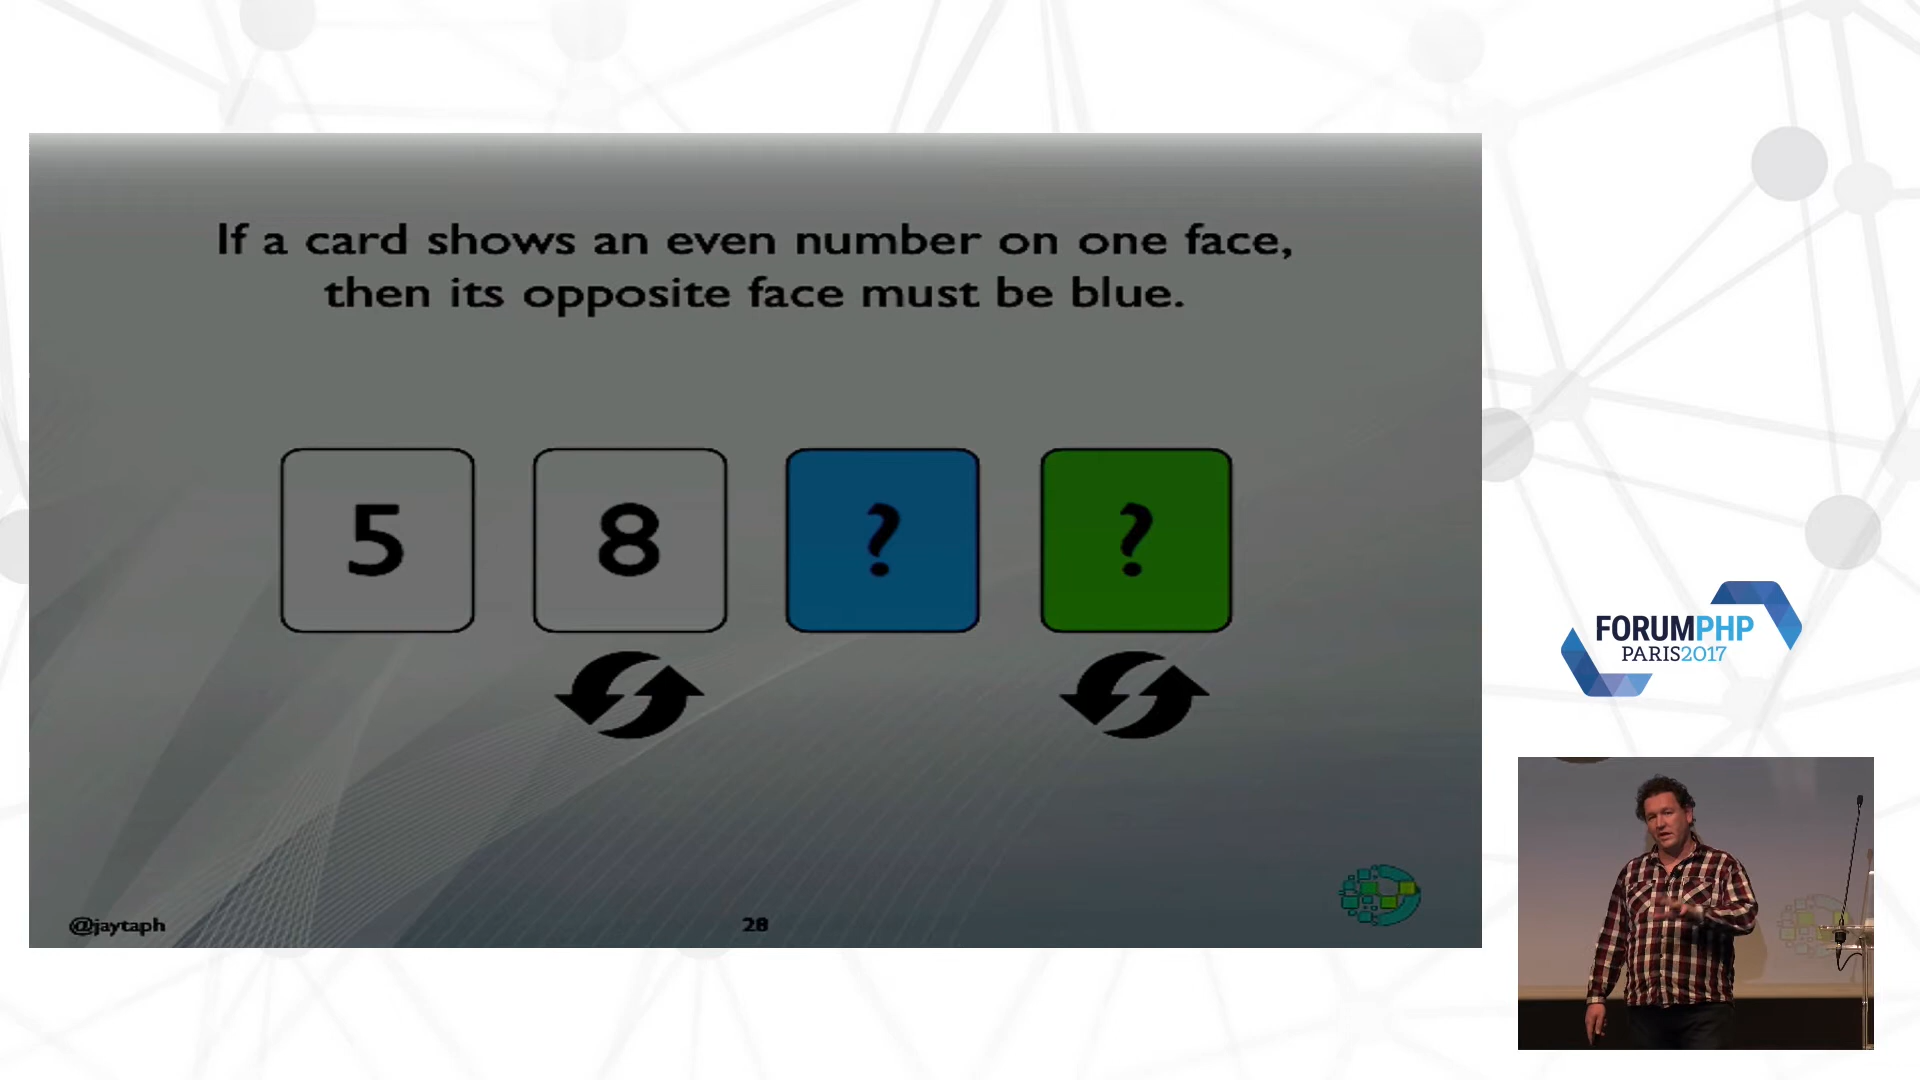 If a card shows an even number on one face,
then its opposite face must be blue.
5 8 ? ?
@jaytaph
28
FORUMPHP
PARIS2017